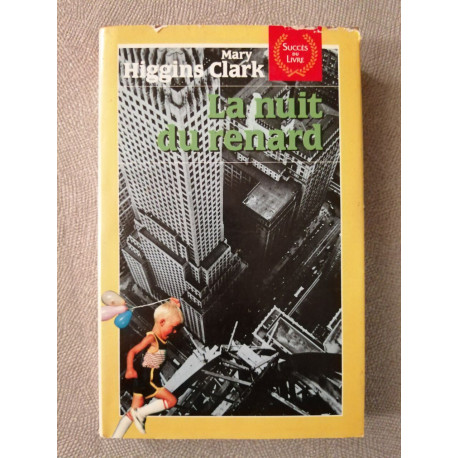 Mary
Higgins Clark
SUCCÈS
DU
LIVRE
La nuit
du renard